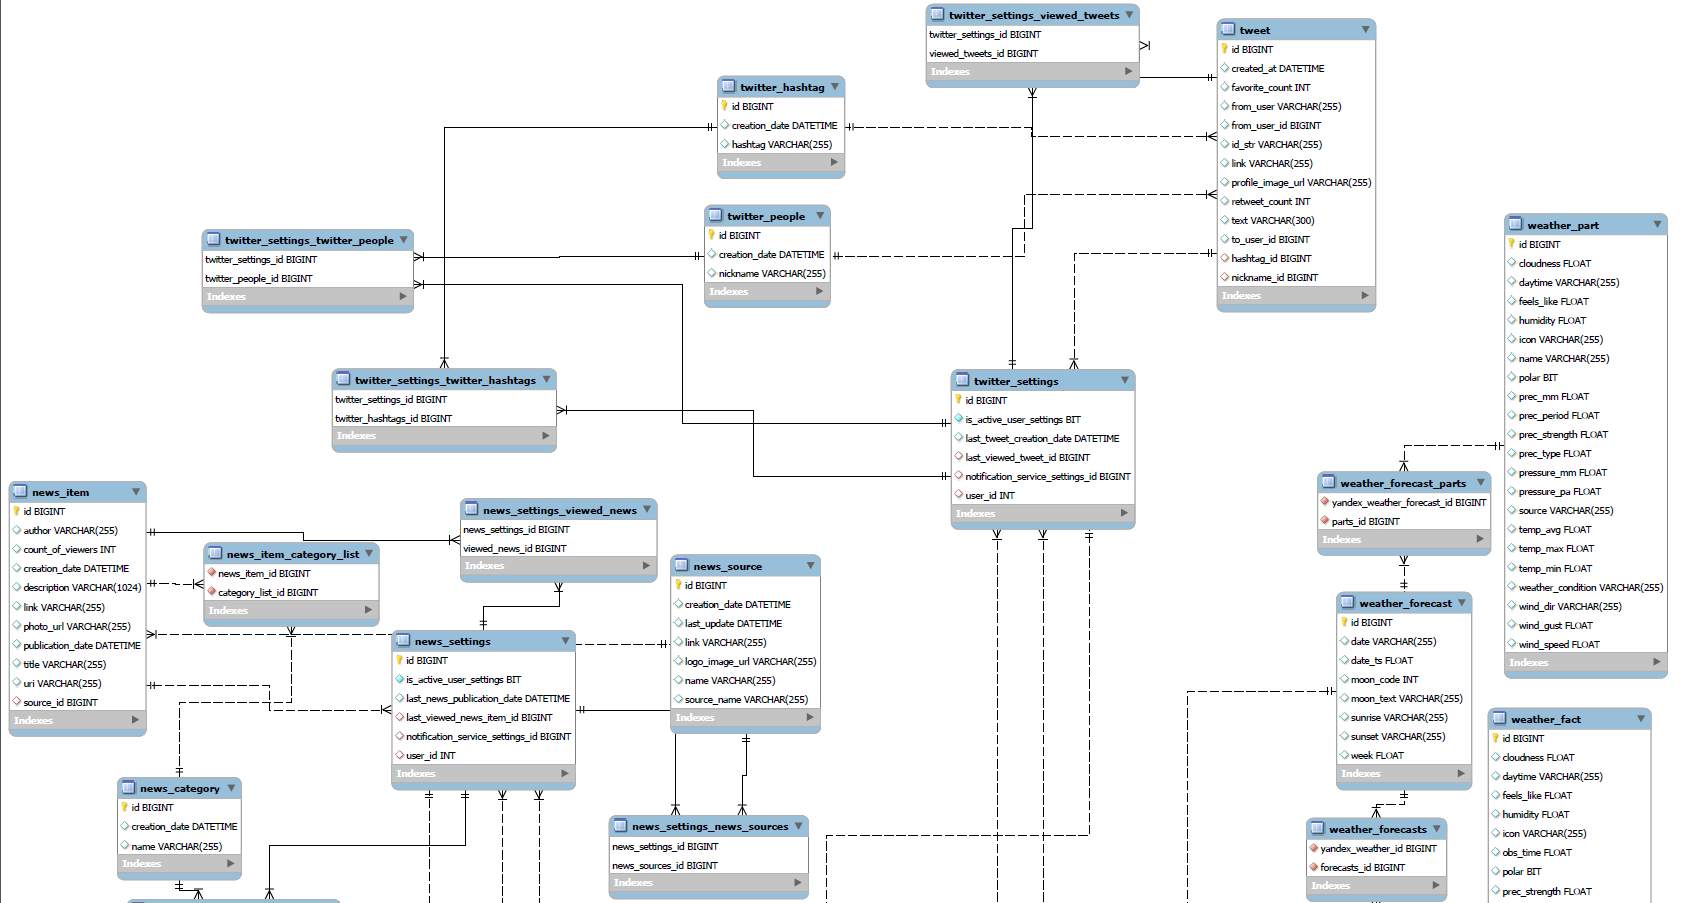 twitter_settings_viewed_tweets
twitter_settings_id BIGINT
viewed_tweets_id BIGINT
Indexes
tweet
id BIGINT
created_at DATETIME
favorite_count INT
from_user VARCHAR(255)
from_user_id BIGINT
id_str VARCHAR(255)
link VARCHAR(255)
profile_image_url VARCHAR(255)
retweet_count INT
text VARCHAR(300)
to_user_id BIGINT
hashtag_id BIGINT
nickname_id BIGINT
Indexes
twitter_hashtag
id BIGINT
creation_date DATETIME
hashtag VARCHAR(255)
Indexes
twitter_people
id BIGINT
creation_date DATETIME
nickname VARCHAR(255)
Indexes
twitter_settings_twitter_people
twitter_settings_id BIGINT
twitter_people_id BIGINT
Indexes
twitter_settings_twitter_hashtags
twitter_settings_id BIGINT
twitter_hashtags_id BIGINT
Indexes
twitter_settings
id BIGINT
is_active_user_settings BIT
last_tweet_creation_date DATETIME
last_viewed_tweet_id BIGINT
notification_service_settings_id BIGINT
user_id INT
Indexes
weather_part
id BIGINT
cloudness FLOAT
daytime VARCHAR(255)
feels_like FLOAT
humidity FLOAT
icon VARCHAR(255)
name VARCHAR(255)
polar BIT
prec_mm FLOAT
prec_period FLOAT
prec_strength FLOAT
prec_type FLOAT
pressure_mm FLOAT
pressure_pa FLOAT
source VARCHAR(255)
temp_avg FLOAT
temp_max FLOAT
temp_min FLOAT
weather_condition VARCHAR(255)
wind_dir VARCHAR(255)
wind_gust FLOAT
wind_speed FLOAT
Indexes
weather_forecast_parts
yandex_weather_forecast_id BIGINT
parts_id BIGINT
Indexes
news_item
id BIGINT
author VARCHAR(255)
count_of_viewers INT
creation_date DATETIME
description VARCHAR(1024)
link VARCHAR(255)
photo_url VARCHAR(255)
publication_date DATETIME
title VARCHAR(255)
uri VARCHAR(255)
source_id BIGINT
Indexes
news_item_category_list
news_item_id BIGINT
category_list_id BIGINT
Indexes
news_settings_viewed_news
news_settings_id BIGINT
viewed_news_id BIGINT
Indexes
news_source
id BIGINT
creation_date DATETIME
last_update DATETIME
link VARCHAR(255)
logo_image_url VARCHAR(255)
name VARCHAR(255)
source_name VARCHAR(255)
Indexes
news_settings
id BIGINT
is_active_user_settings BIT
last_news_publication_date DATETIME
last_viewed_news_item_id BIGINT
notification_service_settings_id BIGINT
user_id INT
Indexes
weather_forecast
id BIGINT
date VARCHAR(255)
date_ts FLOAT
moon_code INT
moon_text VARCHAR(255)
sunrise VARCHAR(255)
sunset VARCHAR(255)
week FLOAT
Indexes
news_category
id BIGINT
creation_date DATETIME
name VARCHAR(255)
Indexes
news_settings_news_sources
news_settings_id BIGINT
news_sources_id BIGINT
Indexes
weather_forecasts
yandex_weather_id BIGINT
forecasts_id BIGINT
Indexes
weather_fact
id BIGINT
cloudness FLOAT
daytime VARCHAR(255)
feels_like FLOAT
humidity FLOAT
icon VARCHAR(255)
obs_time FLOAT
polar BIT
prec_strength FLOAT